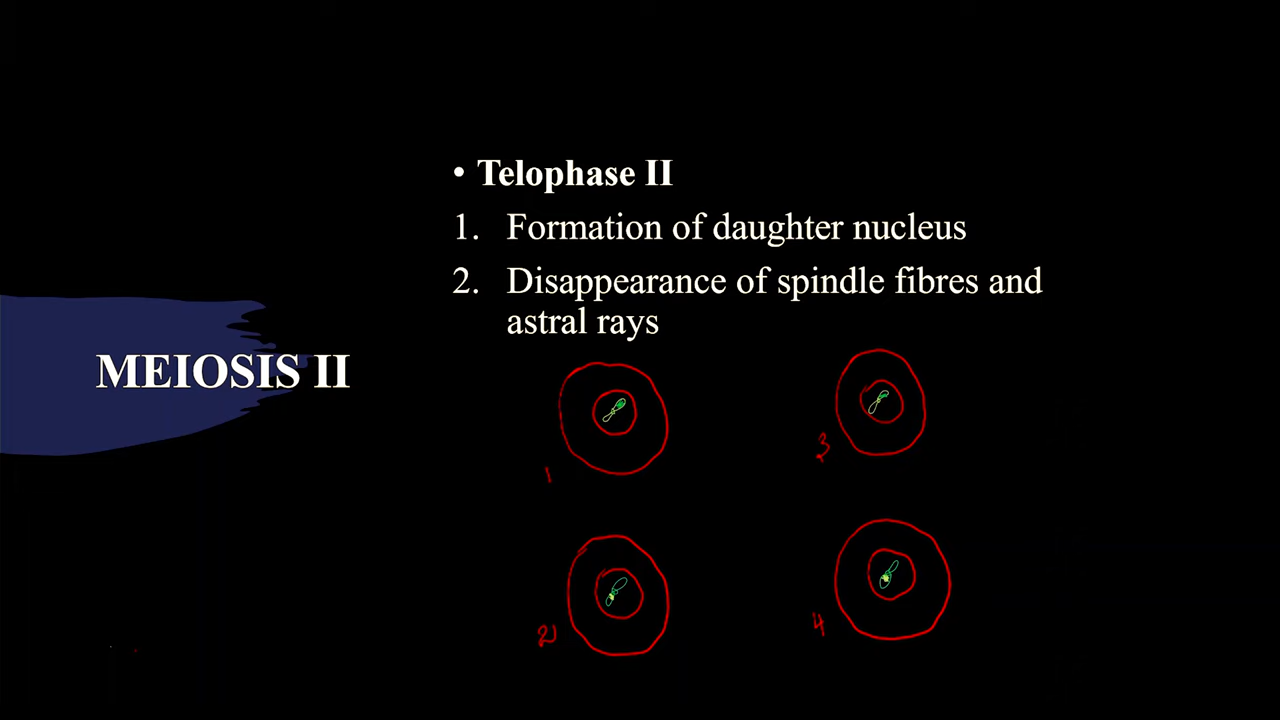 • Telophase II
1. Formation of daughter nucleus
2. Disappearance of spindle fibres and
astral rays
MEIOSIS II
1
3
2
4